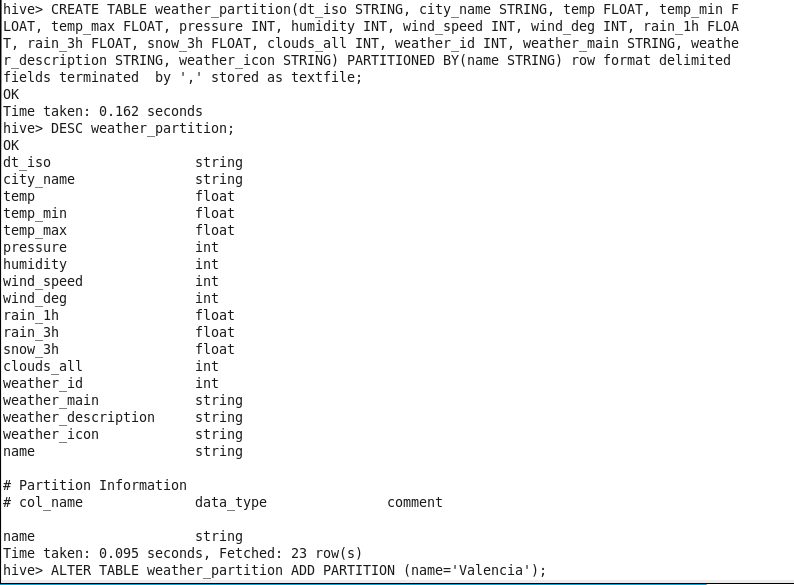 hive> CREATE TABLE weather_partition(dt_iso STRING, city_name STRING, temp FLOAT, temp_min F
LOAT, temp_max FLOAT, pressure INT, humidity INT, wind_speed INT, wind_deg INT, rain_1h FLOA
T, rain_3h FLOAT, snow_3h FLOAT, clouds_all INT, weather_id INT, weather_main STRING, weathe
r_description STRING, weather_icon STRING) PARTITIONED BY(name STRING) row format delimited
fields terminated  by ',' stored as textfile;
OK
Time taken: 0.162 seconds
hive> DESC weather_partition;
OK
dt_iso                  string
city_name               string
temp                    float
temp_min                float
temp_max                float
pressure                int
humidity                int
wind_speed              int
wind_deg                int
rain_1h                 float
rain_3h                 float
snow_3h                 float
clouds_all              int
weather_id              int
weather_main            string
weather_description     string
weather_icon            string
name                    string
# Partition Information
# col_name              data_type               comment
name                    string
Time taken: 0.095 seconds, Fetched: 23 row(s)
hive> ALTER TABLE weather_partition ADD PARTITION (name='Valencia');